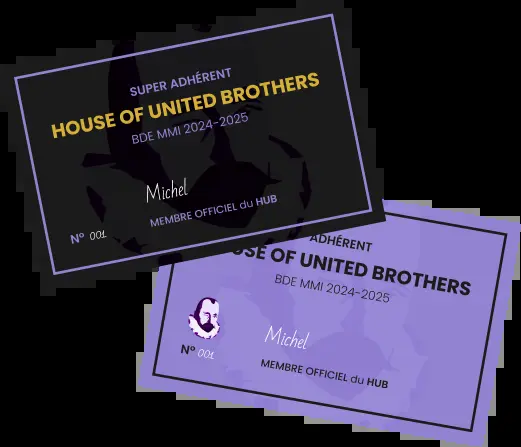 SUPER ADHÉRENT
HOUSE OF UNITED BROTHERS
BDE MMI 2024-2025
Michel
N° 001
MEMBRE OFFICIEL du HUB
ADHÉRENT
USE OF UNITED BROTHERS
BDE MMI 2024-2025
Michel
N° 001
MEMBRE OFFICIEL du HUB